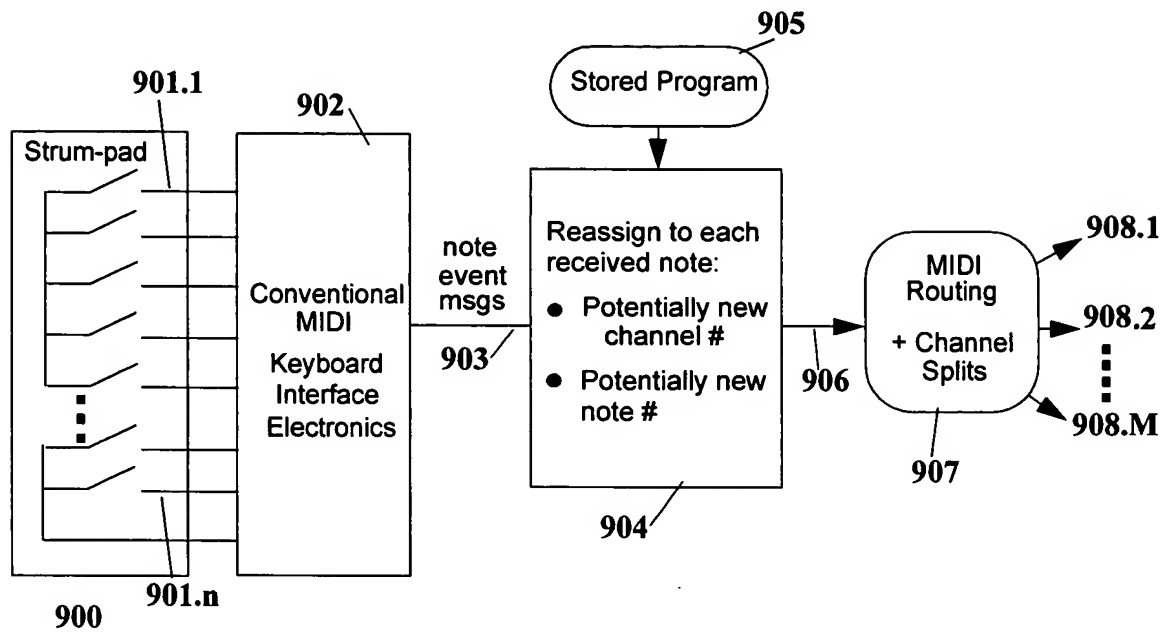 905
Stored Program
901.1
902
Strum-pad
note
event
msgs
903
Conventional
MIDI
Keyboard
Interface
Electronics
Reassign to each
received note:
● Potentially new
channel #
● Potentially new
note #
904
906
MIDI
Routing
+ Channel
Splits
907
908.1
908.2
908.M
901.n
900